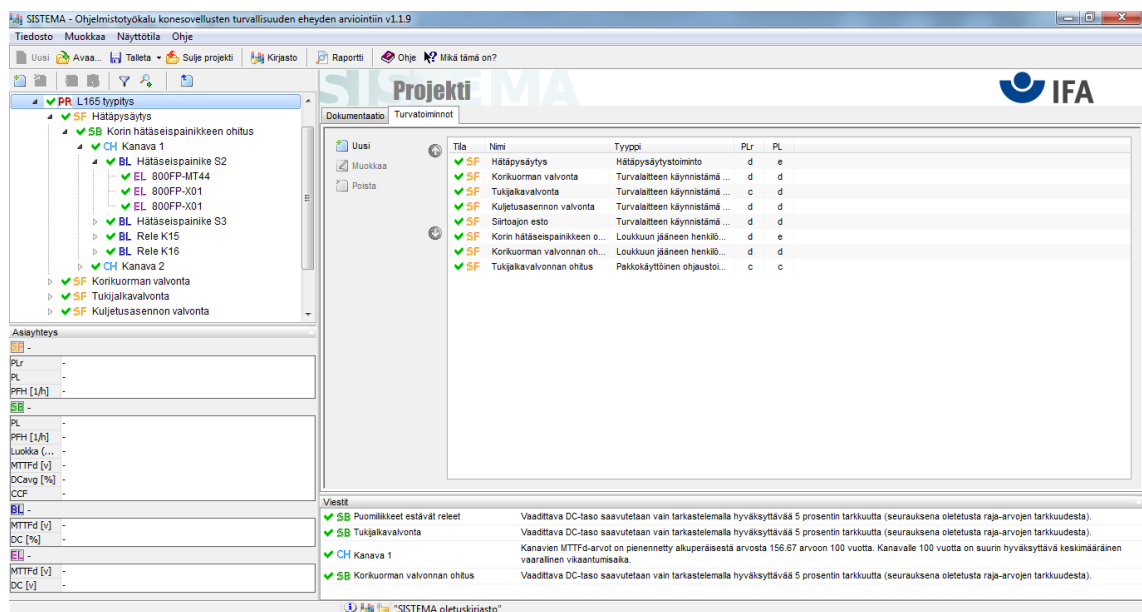 SISTEMA - Ohjelmistotyökalu konesovellusten turvallisuuden eheyden arviointiin v1.1.9
Tiedosto Muokkaa Näyttötila Ohje
Uusi Avaa... Talleta Sulje projekti Kirjasto Raportti Ohje Mikä tämä on?
SISTEMA
Projekti
IFA
PR L165 tyypitys
SF Hätäpysäytys
SB Korin hätäseispainikkeen ohitus
CH Kanava 1
BL Hätäseispainike S2
EL 800FP-MT44
EL 800FP-X01
EL 800FP-X01
BL Hätäseispainike S3
BL Rele K15
BL Rele K16
CH Kanava 2
SF Korikuorman valvonta
SF Tukijalkavalvonta
SF Kuljetusasennon valvonta
Dokumentaatio Turvatoiminnot
Uusi
Muokkaa
Poista
Tila Nimi Tyyppi PLr PL
SF Hätäpysäytys Hätäpysäytystoiminto d e
SF Korikuorman valvonta Turvalaitteen käynnistämä ... d d
SF Tukijalkavalvonta Turvalaitteen käynnistämä ... c d
SF Kuljetusasennon valvonta Turvalaitteen käynnistämä ... d d
SF Siirtoajon esto Turvalaitteen käynnistämä ... d d
SF Korin hätäseispainikkeen o... Loukkuun jääneen henkilö... d e
SF Korikuorman valvonnan oh... Loukkuun jääneen henkilö... d d
SF Tukijalkavalvonnan ohitus Pakkokäyttöinen ohjaustoi... c c
Asiayhteys
SF -
PLr -
PL -
PFH [1/h] -
SB -
PL -
PFH [1/h] -
Luokka (... -
MTTFd [v] -
DCavg [%] -
CCF -
BL -
MTTFd [v] -
DC [%] -
EL -
MTTFd [v] -
DC [v] -
Viestit
SB Puomiliikkeet estävät releet Vaadittava DC-taso saavutetaan vain tarkastelemalla hyväksyttävää 5 prosentin tarkkuutta (seurauksena oletetusta raja-arvojen tarkkuudesta).
SB Tukijalkavalvonta Vaadittava DC-taso saavutetaan vain tarkastelemalla hyväksyttävää 5 prosentin tarkkuutta (seurauksena oletetusta raja-arvojen tarkkuudesta).
CH Kanava 1 Kanavien MTTFd-arvot on pienennetty alkuperäisestä arvosta 156.67 arvoon 100 vuotta. Kanavalle 100 vuotta on suurin hyväksyttävä keskimääräinen
vaarallinen vikaantumisaika.
SB Korikuorman valvonnan ohitus Vaadittava DC-taso saavutetaan vain tarkastelemalla hyväksyttävää 5 prosentin tarkkuutta (seurauksena oletetusta raja-arvojen tarkkuudesta).
"SISTEMA oletuskirjasto"